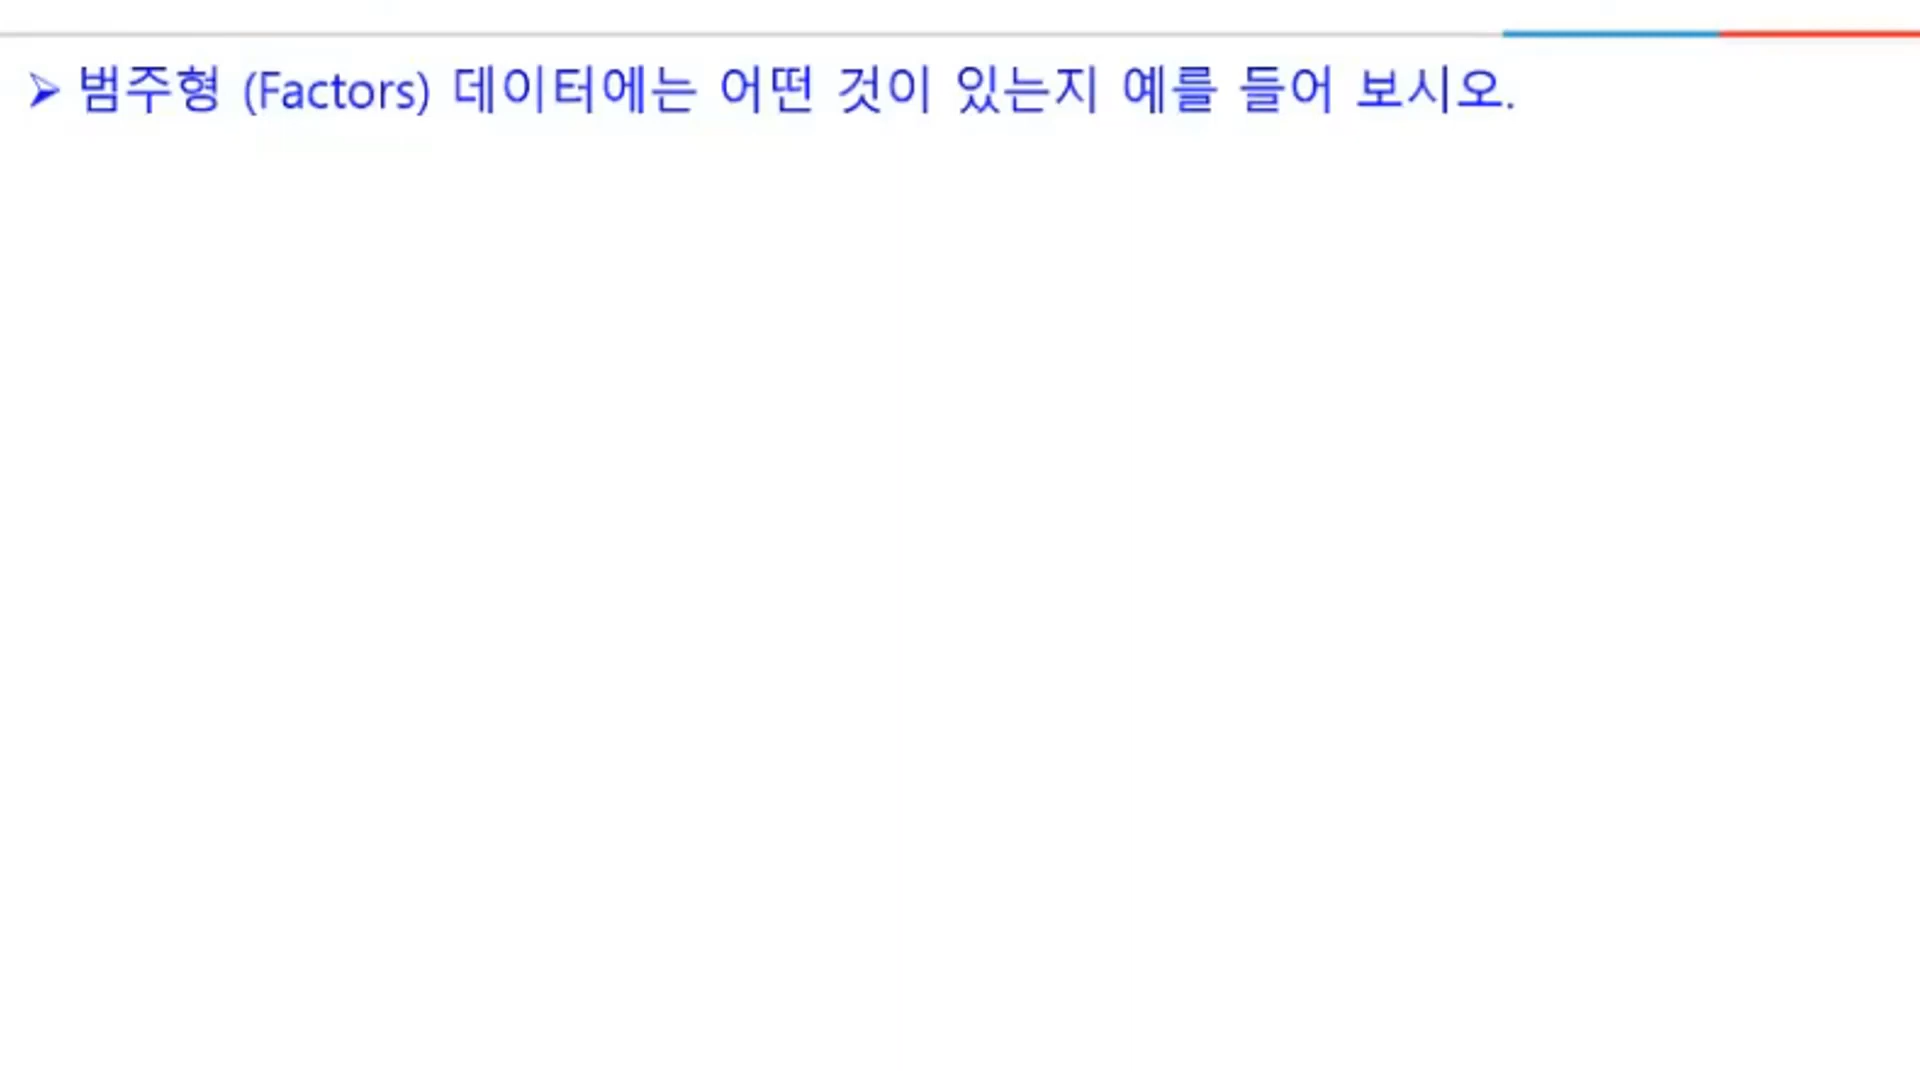 ➢ 범주형 (Factors) 데이터에는 어떤 것이 있는지 예를 들어 보시오.